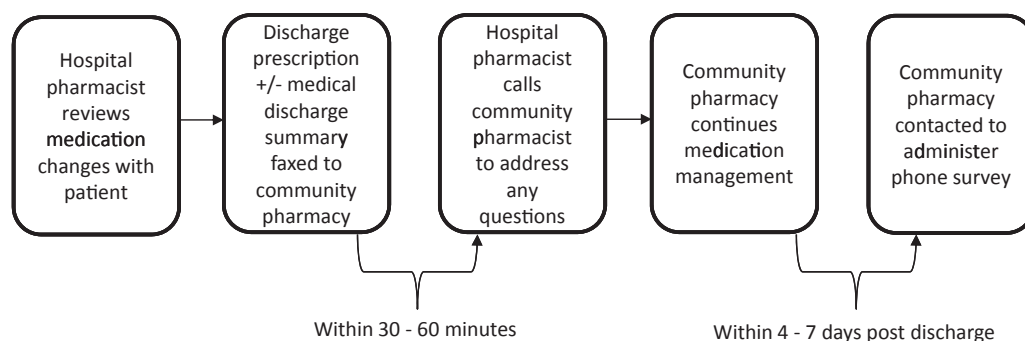 Hospital
pharmacist
reviews
medication
changes with
patient
Discharge
prescription
+/- medical
discharge
summary
faxed to
community
pharmacy
Hospital
pharmacist
calls
community
pharmacist
to address
any
questions
Community
pharmacy
continues
medication
management
Community
pharmacy
contacted to
administer
phone survey
Within 30 - 60 minutes
Within 4 - 7 days post discharge